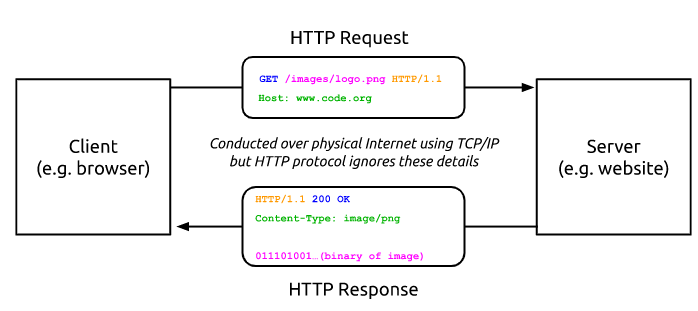 HTTP Request
GET /images/logo.png HTTP/1.1
Host: www.code.org
Client
(e.g. browser)
Conducted over physical Internet using TCP/IP
but HTTP protocol ignores these details
Server
(e.g. website)
HTTP/1.1 200 OK
Content-Type: image/png
011101001…(binary of image)
HTTP Response